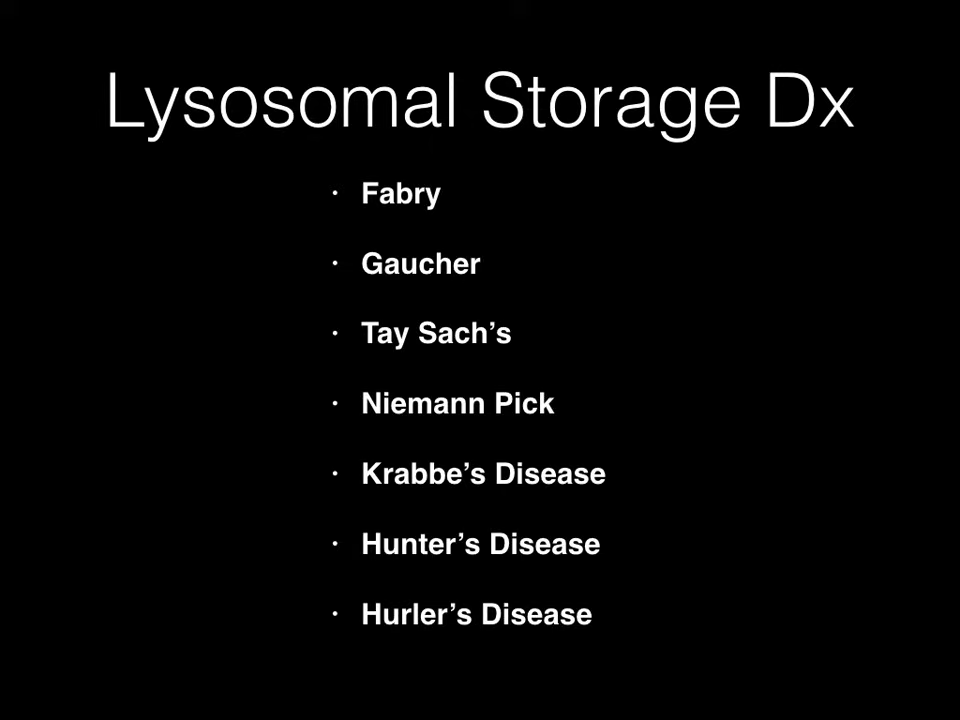 Lysosomal Storage Dx
• Fabry
• Gaucher
• Tay Sach’s
• Niemann Pick
• Krabbe’s Disease
• Hunter’s Disease
• Hurler’s Disease